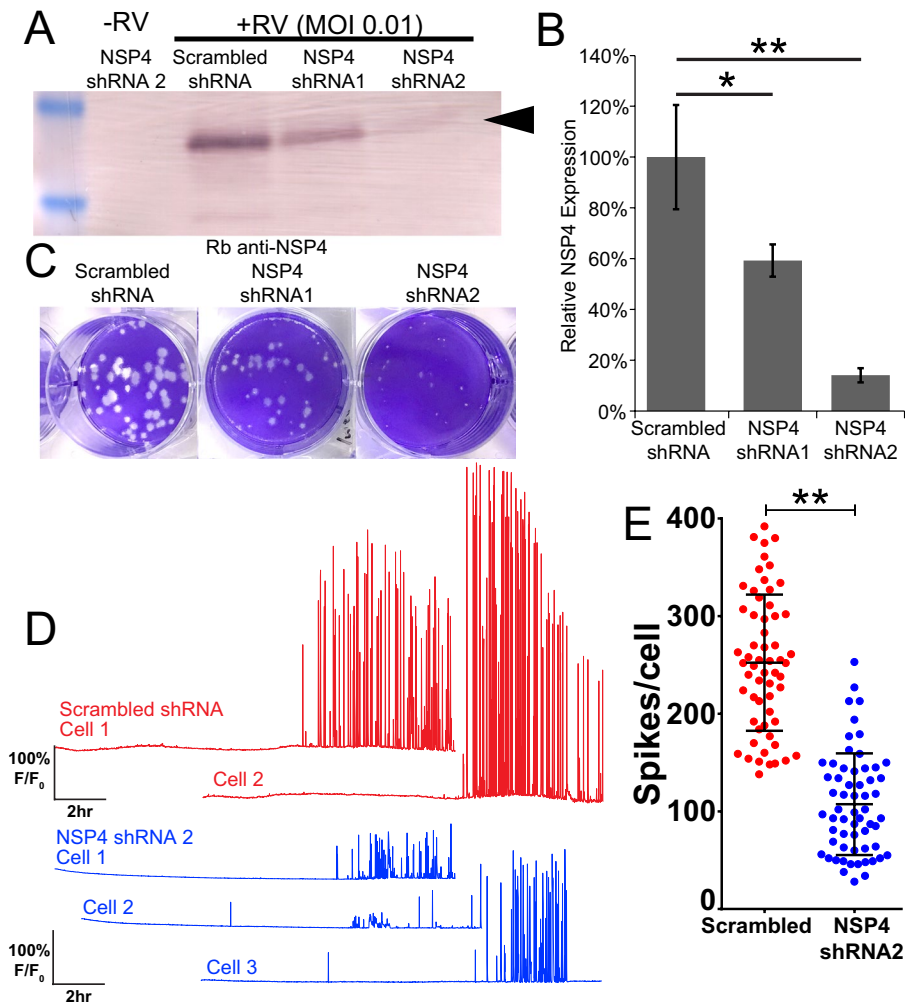 A
-RV
+RV (MOI 0.01)
NSP4
shRNA 2
Scrambled
shRNA
NSP4
shRNA1
NSP4
shRNA2
Rb anti-NSP4
B
140%
120%
100%
80%
60%
40%
20%
0%
Relative NSP4 Expression
**
*
Scrambled
shRNA
NSP4
shRNA1
NSP4
shRNA2
C
Scrambled
shRNA
NSP4
shRNA1
NSP4
shRNA2
D
Scrambled shRNA
Cell 1
100%
F/F0
2hr
Cell 2
NSP4 shRNA 2
Cell 1
Cell 2
100%
F/F0
2hr
Cell 3
E
**
400
300
200
100
0
Spikes/cell
Scrambled
NSP4
shRNA2